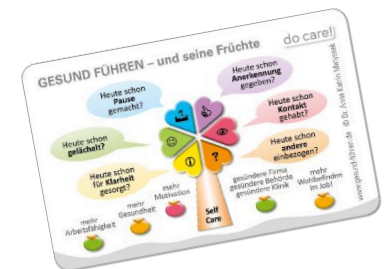 GESUND FÜHREN – und seine Früchte
do care!
Heute schon
Pause
gemacht?
Heute schon
Anerkennung
gegeben?
Heute schon
gelächelt?
Heute schon
Kontakt
gehabt?
Heute schon
für Klarheit
gesorgt?
Heute schon
andere
einbezogen?
i
?
mehr
Arbeitsfähigkeit
mehr
Gesundheit
mehr
Motivation
Self
Care
gesündere Firma
gesündere Behörde
gesündere Klinik
mehr
Wohlbefinden
im Job!
www.gesund-fuehren.de © Dr. Anne Katrin Matyssek